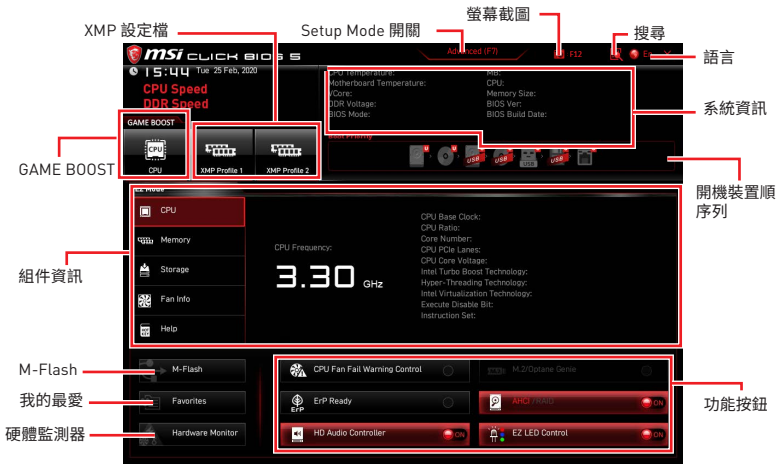 XMP 設定檔
Setup Mode 開關
螢幕截圖
搜尋
語言
系統資訊
開機裝置順
序列
GAME BOOST
組件資訊
M-Flash
我的最愛
硬體監測器
功能按鈕
msi CLICK BIOS 5
Advanced (F7)
F12
En
X
15:44 Tue 25 Feb, 2020
CPU Speed
DDR Speed
GAME BOOST
CPU
XMP Profile 1
XMP Profile 2
CPU Temperature:
Motherboard Temperature:
VCore:
DDR Voltage:
BIOS Mode:
MB:
CPU:
Memory Size:
BIOS Ver:
BIOS Build Date:
Boot Priority
USB
USB
USB
USB
EZ Mode
CPU
Memory
Storage
Fan Info
Help
CPU Frequency:
3.30 GHz
CPU Base Clock:
CPU Ratio:
Core Number:
CPU PCIe Lanes:
CPU Core Voltage:
Intel Turbo Boost Technology:
Hyper-Threading Technology:
Intel Virtualization Technology:
Execute Disable Bit:
Instruction Set:
M-Flash
Favorites
Hardware Monitor
CPU Fan Fail Warning Control
M.2/Optane Genie
ErP
ErP Ready
AHCI /RAID
ON
HD Audio Controller
ON
EZ LED Control
ON